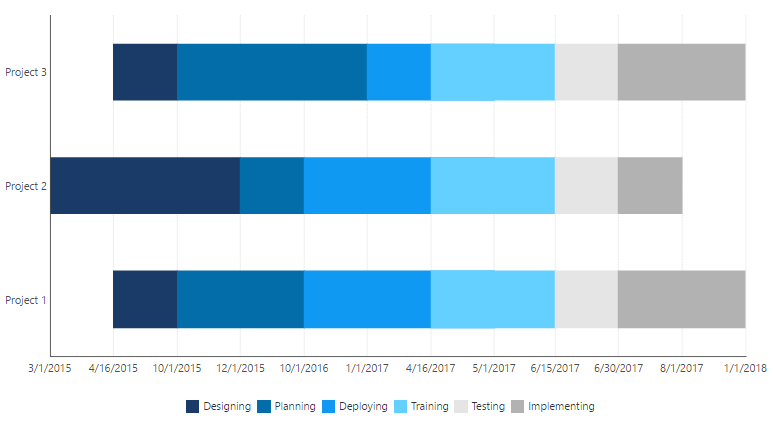 Project 3
Project 2
Project 1
3/1/2015 4/16/2015 10/1/2015 12/1/2015 10/1/2016 1/1/2017 4/16/2017 5/1/2017 6/15/2017 6/30/2017 8/1/2017 1/1/2018
Designing Planning Deploying Training Testing Implementing